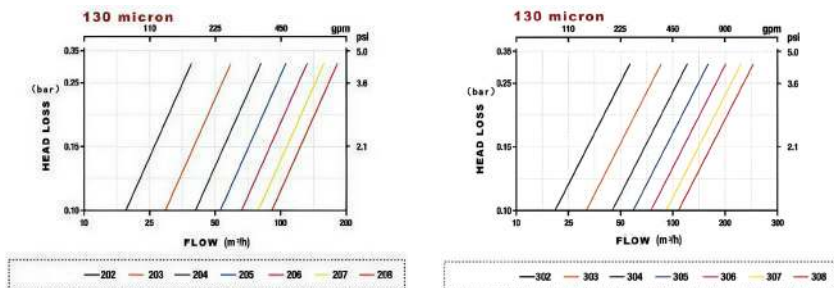 130 micron
110 225 450 gpm
psi
0.35 5.0
0.25 3.6
(bar)
HEAD LOSS
0.15 2.1
0.10
10 25 100 200
FLOW (m³/h)
202 203 204 205 206 207 208
130 micron
110 225 450 900 gpm
psi
0.35 5.0
0.25 3.6
(bar)
HEAD LOSS
0.15 2.1
0.10
10 25 100 200 300
FLOW (m³/h)
302 303 304 305 306 307 308